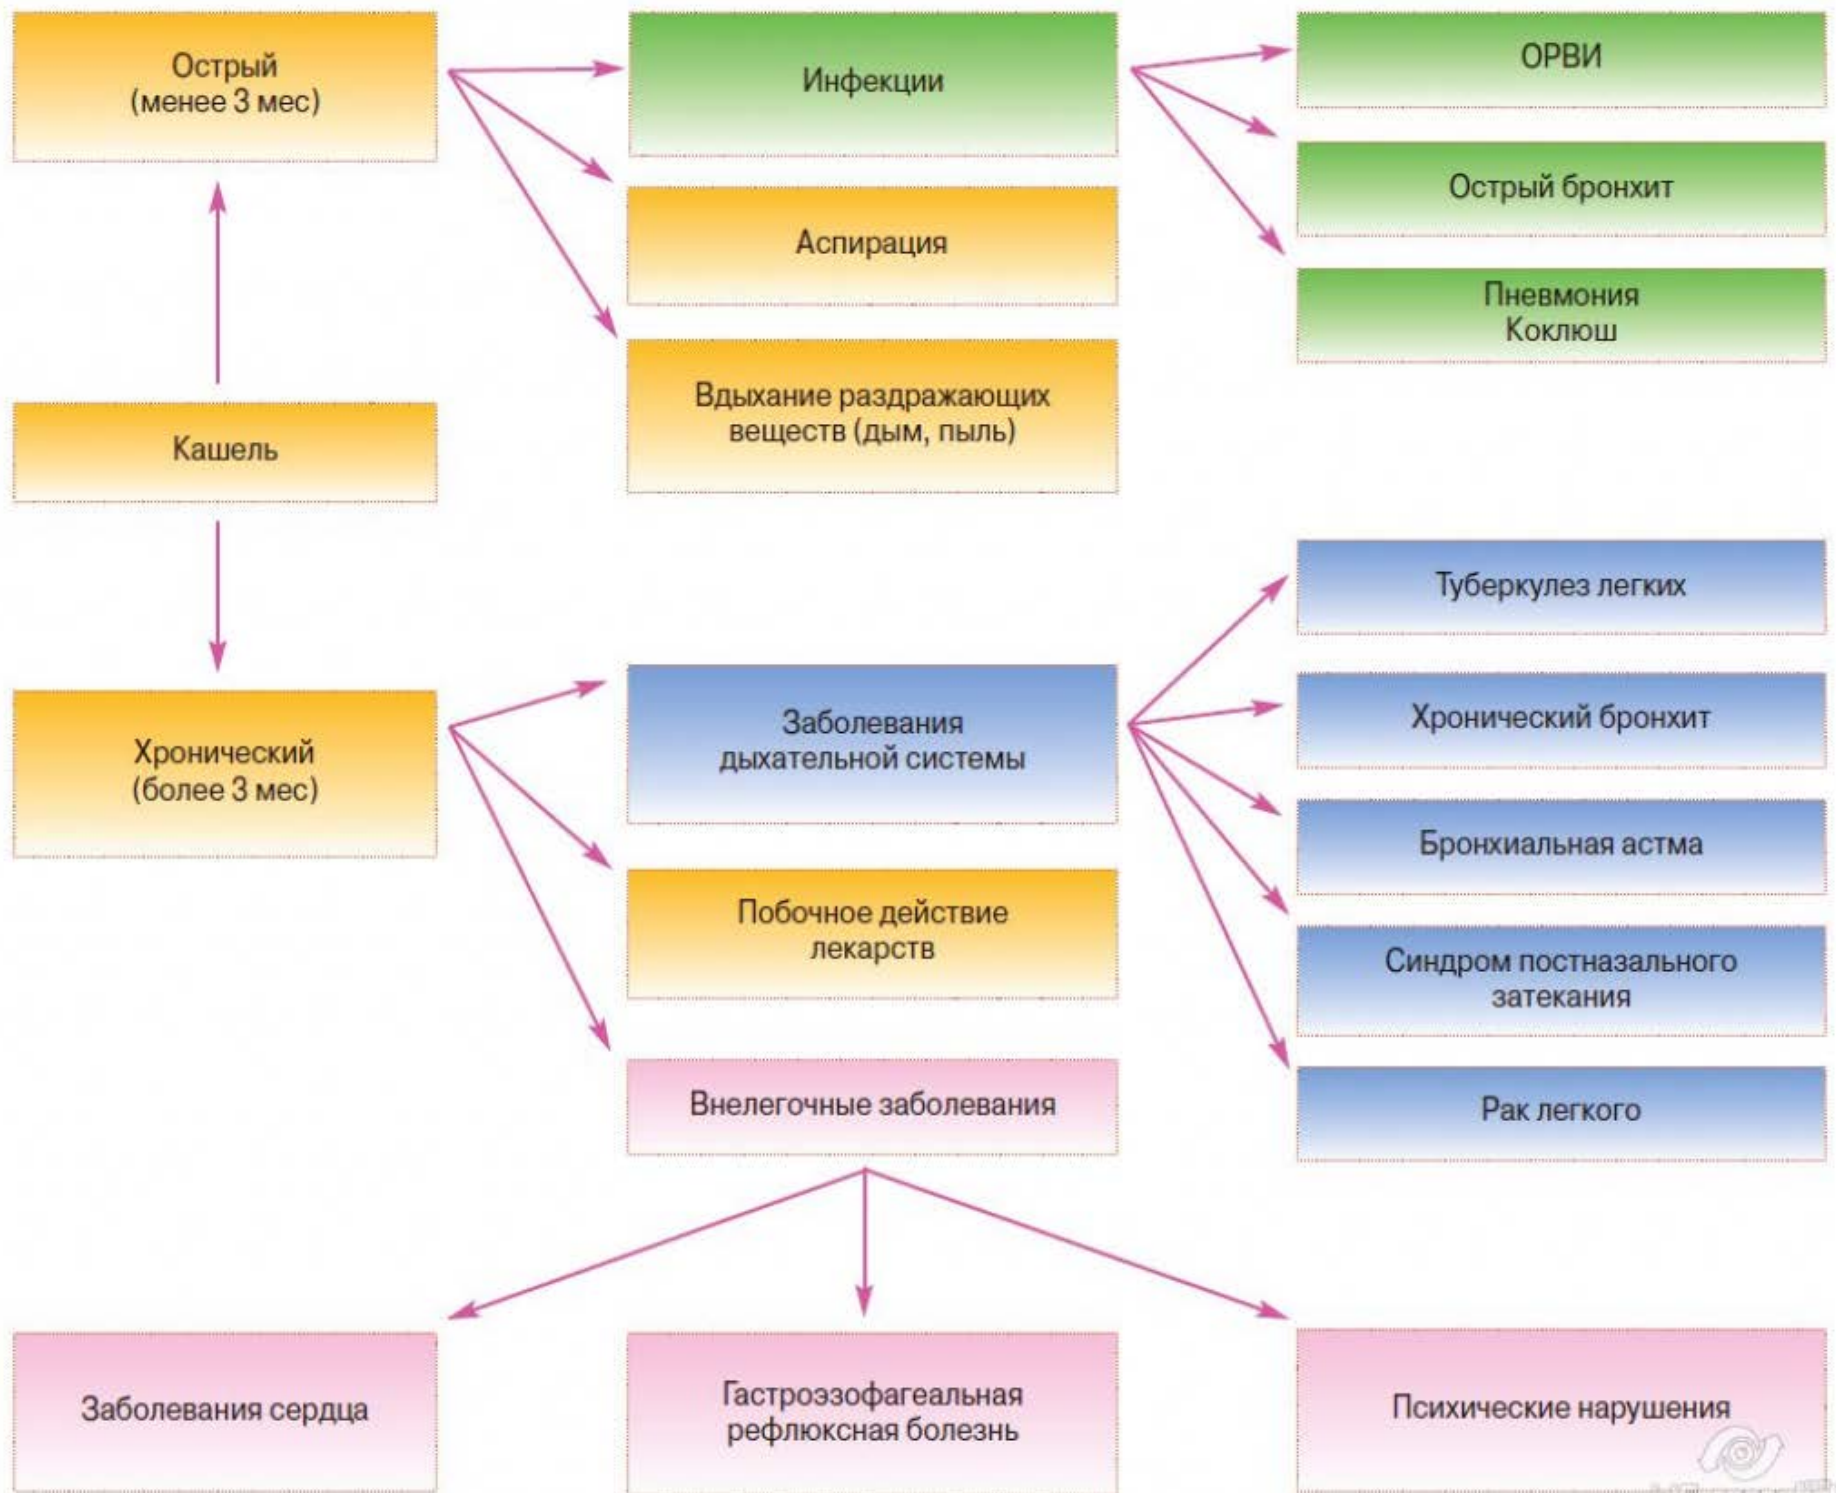 Острый
(менее 3 мес)
Инфекции
ОРВИ
Острый бронхит
Аспирация
Пневмония
Коклюш
Вдыхание раздражающих
веществ (дым, пыль)
Кашель
Туберкулез легких
Хронический
(более 3 мес)
Заболевания
дыхательной системы
Хронический бронхит
Бронхиальная астма
Побочное действие
лекарств
Синдром постназального
затекания
Внелегочные заболевания
Рак легкого
Заболевания сердца
Гастроэзофагеальная
рефлюксная болезнь
Психические нарушения